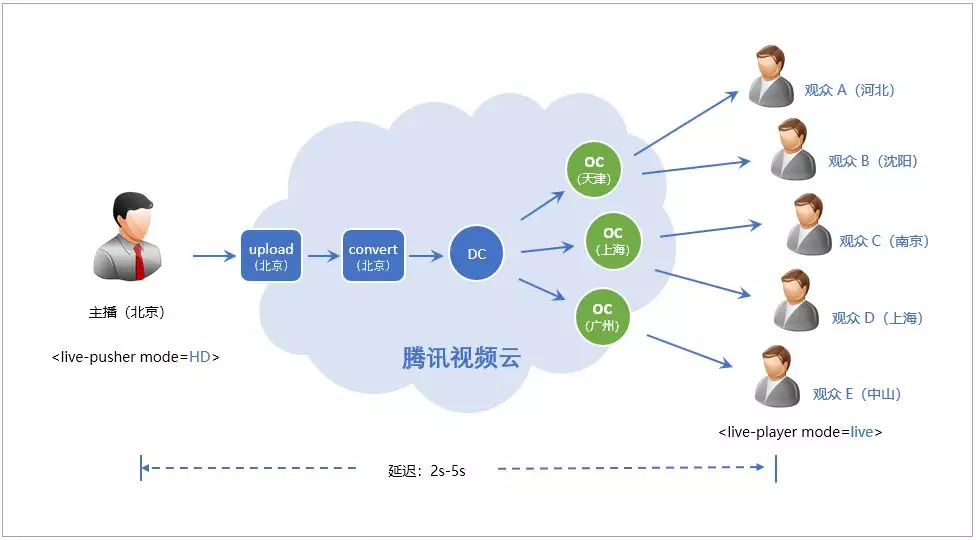 观众 A（河北）
OC
(天津)
观众 B（沈阳）
upload
（北京）
convert
（北京）
DC
OC
(上海)
观众 C（南京）
主播（北京）
OC
(广州)
观众 D（上海）
<live-pusher mode=HD>
腾讯视频云
观众 E（中山）
<live-player mode=live>
延迟：2s-5s